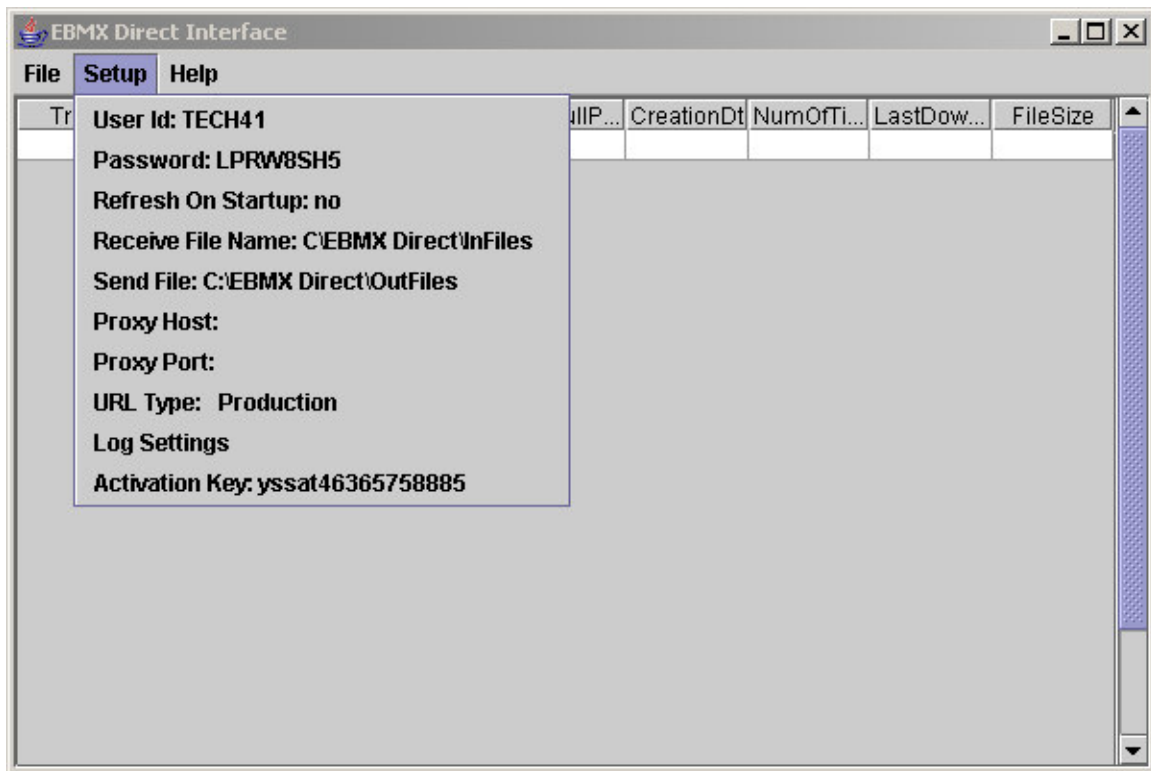 EBMX Direct Interface
File Setup Help
Tr ullP... CreationDt NumOfTi... LastDow... FileSize
User Id: TECH41
Password: LPRW8SH5
Refresh On Startup: no
Receive File Name: C\EBMX Direct\InFiles
Send File: C:\EBMX Direct\OutFiles
Proxy Host:
Proxy Port:
URL Type: Production
Log Settings
Activation Key: yssat46365758885